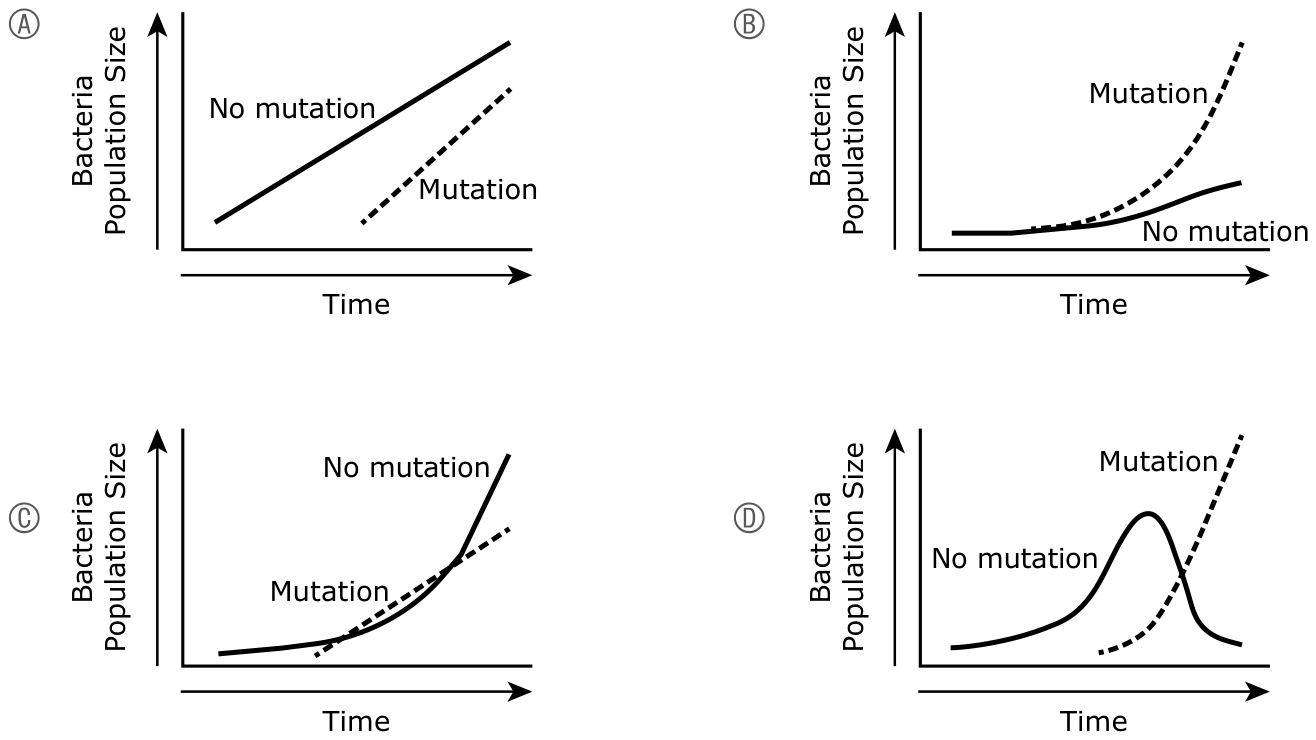 Ⓐ
Bacteria
Population Size
No mutation
Mutation
Time
Ⓑ
Bacteria
Population Size
Mutation
No mutation
Time
Ⓒ
Bacteria
Population Size
No mutation
Mutation
Time
Ⓓ
Bacteria
Population Size
Mutation
No mutation
Time